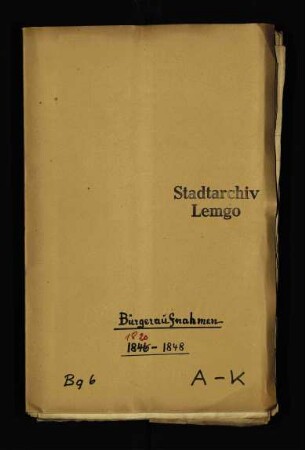 Stadtarchiv
Lemgo
Bürgeraufnahmen
1820
1846 - 1848
Bg 6
A - K